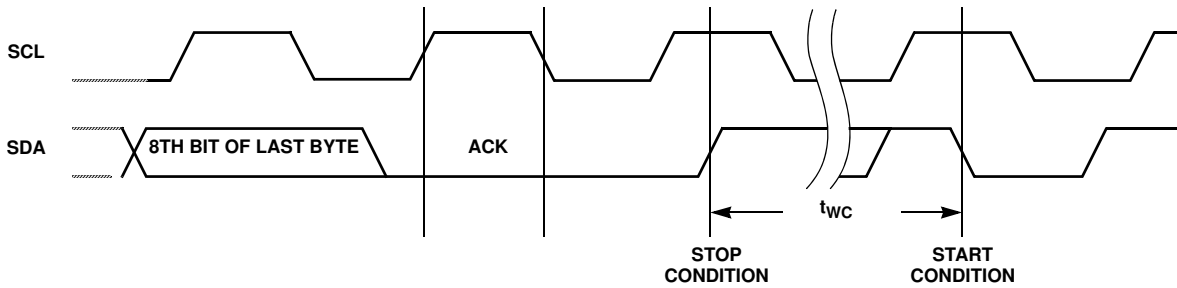 SCL
SDA
8TH BIT OF LAST BYTE
ACK
tWC
STOP
CONDITION
START
CONDITION